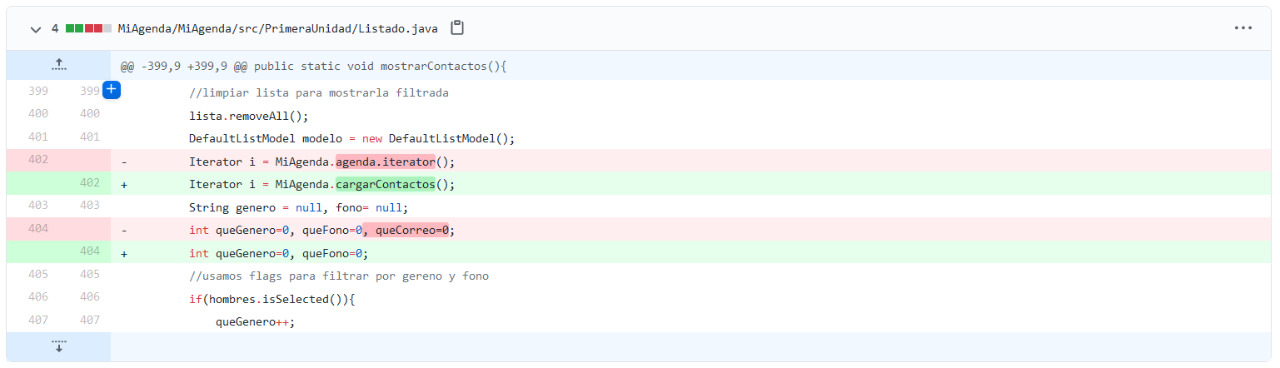 4 MiAgenda/MiAgenda/src/PrimeraUnidad/Listado.java
@@ -399,9 +399,9 @@ public static void mostrarContactos(){
399 399 + //limpiar lista para mostrarla filtrada
400 400 lista.removeAll();
401 401 DefaultListModel modelo = new DefaultListModel();
402 - Iterator i = MiAgenda.agenda.iterator();
402 + Iterator i = MiAgenda.cargarContactos();
403 403 String genero = null, fono= null;
404 - int queGenero=0, queFono=0, queCorreo=0;
404 + int queGenero=0, queFono=0;
405 405 //usamos flags para filtrar por gereno y fono
406 406 if(hombres.isSelected()){
407 407 queGenero++;